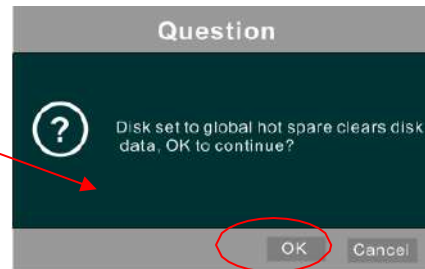 Question
?
Disk set to global hot spare clears disk
data, OK to continue?
OK Cancel